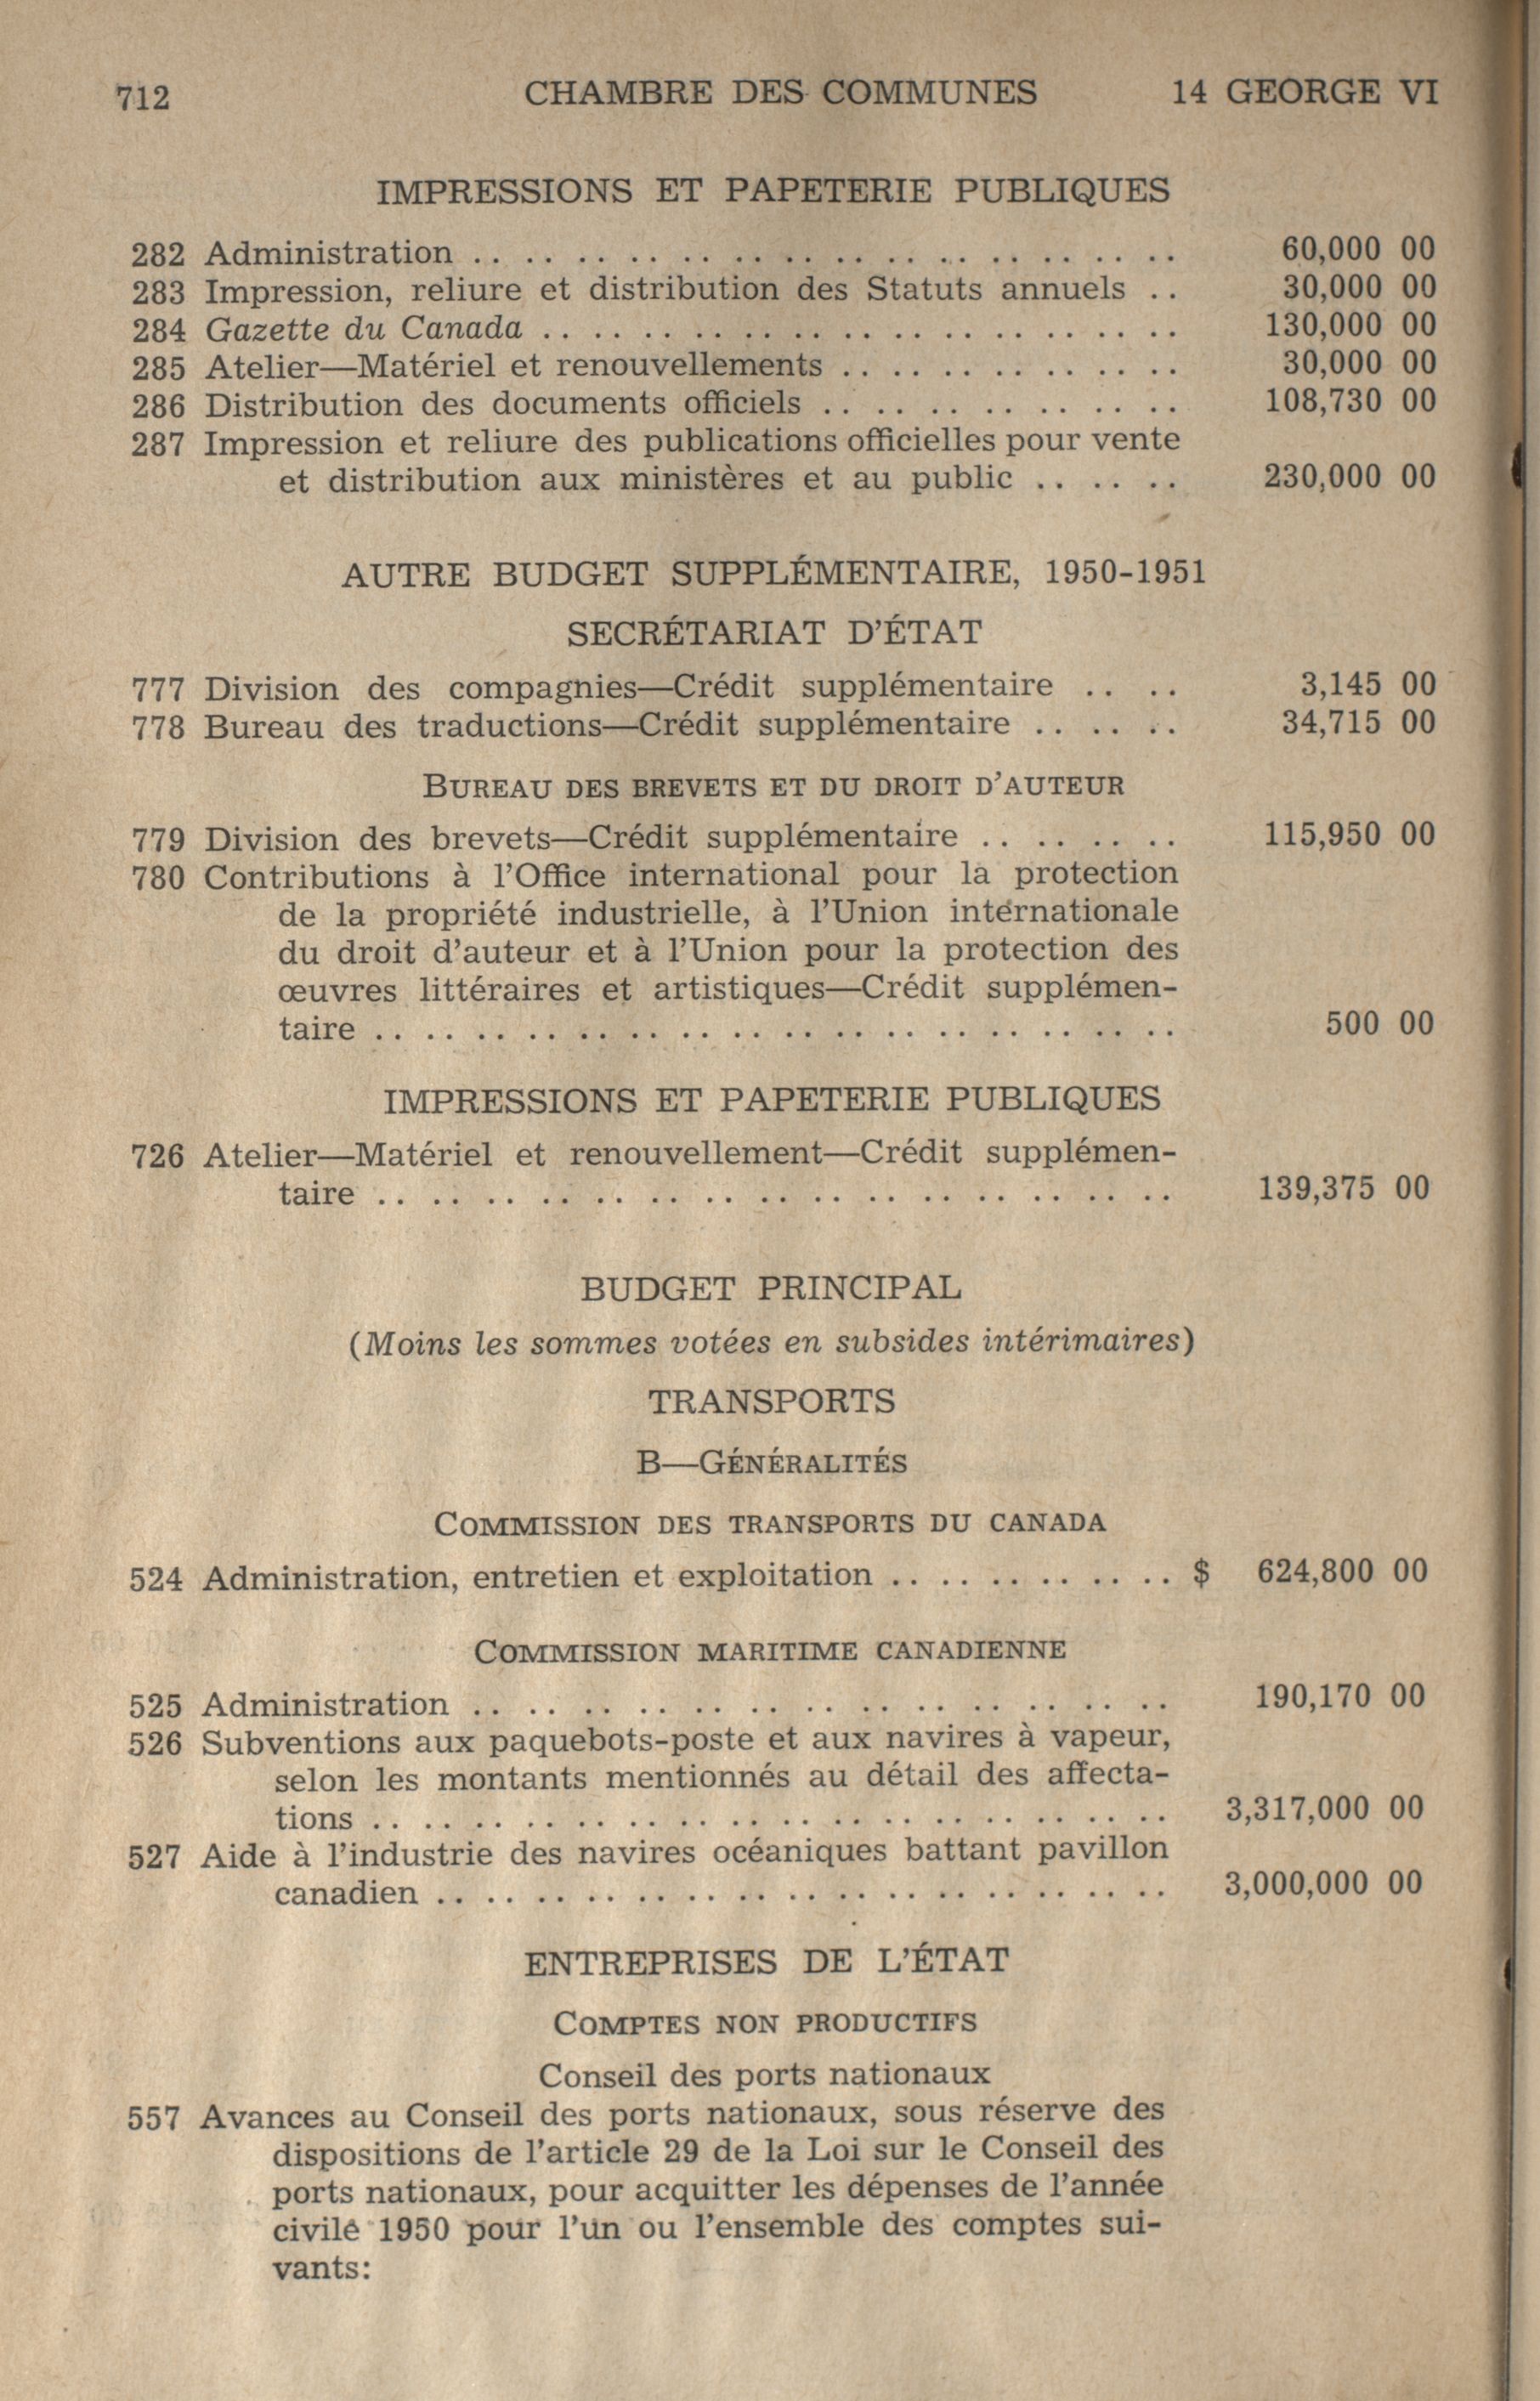 712 CHAMBRE DES COMMUNES 14 GEORGE VI
IMPRESSIONS ET PAPETERIE PUBLIQUES
282 Administration .. .. .. .. .. .. .. .. .. .. .. .. .. .. 60,000 00
283 Impression, reliure et distribution des Statuts annuels .. 30,000 00
284 Gazette du Canada .. .. .. .. .. .. .. .. .. .. .. .. .. 130,000 00
285 Atelier—Matériel et renouvellements .. .. .. .. .. .. .. 30,000 00
286 Distribution des documents officiels .. .. .. .. .. .. .. 108,730 00
287 Impression et reliure des publications officielles pour vente
et distribution aux ministères et au public .. .. .. 230,000 00
AUTRE BUDGET SUPPLÉMENTAIRE, 1950-1951
SECRÉTARIAT D'ÉTAT
777 Division des compagnies—Crédit supplémentaire .. .. 3,145 00
778 Bureau des traductions—Crédit supplémentaire .. .. .. 34,715 00
BUREAU DES BREVETS ET DU DROIT D'AUTEUR
779 Division des brevets—Crédit supplémentaire .. .. .. .. 115,950 00
780 Contributions à l'Office international pour la protection
de la propriété industrielle, à l'Union internationale
du droit d'auteur et à l'Union pour la protection des
œuvres littéraires et artistiques—Crédit supplémen-
taire .. .. .. .. .. .. .. .. .. .. .. .. .. .. .. .. 500 00
IMPRESSIONS ET PAPETERIE PUBLIQUES
726 Atelier—Matériel et renouvellement—Crédit supplémen-
taire .. .. .. .. .. .. .. .. .. .. .. .. .. .. .. 139,375 00
BUDGET PRINCIPAL
(Moins les sommes votées en subsides intérimaires)
TRANSPORTS
B—GÉNÉRALITÉS
COMMISSION DES TRANSPORTS DU CANADA
524 Administration, entretien et exploitation .. .. .. .. .. .. $ 624,800 00
COMMISSION MARITIME CANADIENNE
525 Administration .. .. .. .. .. .. .. .. .. .. .. .. .. 190,170 00
526 Subventions aux paquebots-poste et aux navires à vapeur,
selon les montants mentionnés au détail des affecta-
tions .. .. .. .. .. .. .. .. .. .. .. .. .. .. .. .. 3,317,000 00
527 Aide à l'industrie des navires océaniques battant pavillon
canadien .. .. .. .. .. .. .. .. .. .. .. .. .. .. .. 3,000,000 00
ENTREPRISES DE L'ÉTAT
COMPTES NON PRODUCTIFS
Conseil des ports nationaux
557 Avances au Conseil des ports nationaux, sous réserve des
dispositions de l'article 29 de la Loi sur le Conseil des
ports nationaux, pour acquitter les dépenses de l'année
civile 1950 pour l'un ou l'ensemble des comptes sui-
vants: